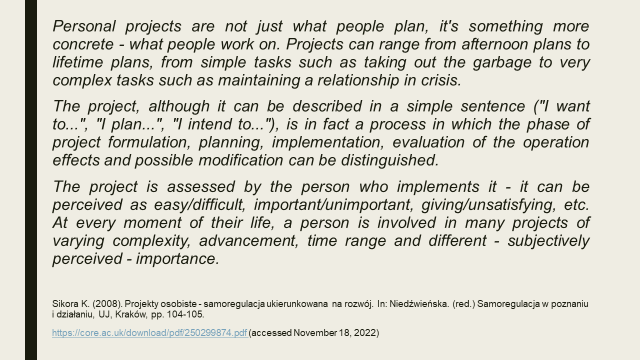 Personal projects are not just what people plan, it's something more
concrete - what people work on. Projects can range from afternoon plans to
lifetime plans, from simple tasks such as taking out the garbage to very
complex tasks such as maintaining a relationship in crisis.
The project, although it can be described in a simple sentence ("I want
to...", "I plan...", "I intend to..."), is in fact a process in which the phase of
project formulation, planning, implementation, evaluation of the operation
effects and possible modification can be distinguished.
The project is assessed by the person who implements it - it can be
perceived as easy/difficult, important/unimportant, giving/unsatisfying, etc.
At every moment of their life, a person is involved in many projects of
varying complexity, advancement, time range and different - subjectively
perceived - importance.
Sikora K. (2008). Projekty osobiste - samoregulacja ukierunkowana na rozwój. In: Niedźwieńska. (red.) Samoregulacja w poznaniu
i działaniu, UJ, Kraków, pp. 104-105.
https://core.ac.uk/download/pdf/250299874.pdf (accessed November 18, 2022)